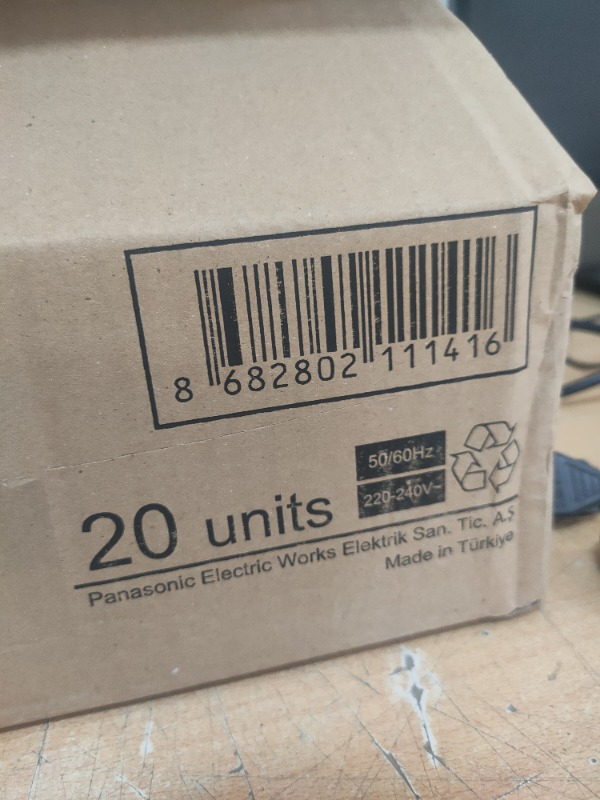 8 682802 111416
50/60Hz
220-240V~
20 units
Panasonic Electric Works Elektrik San. Tic. A.Ş
Made in Türkiye